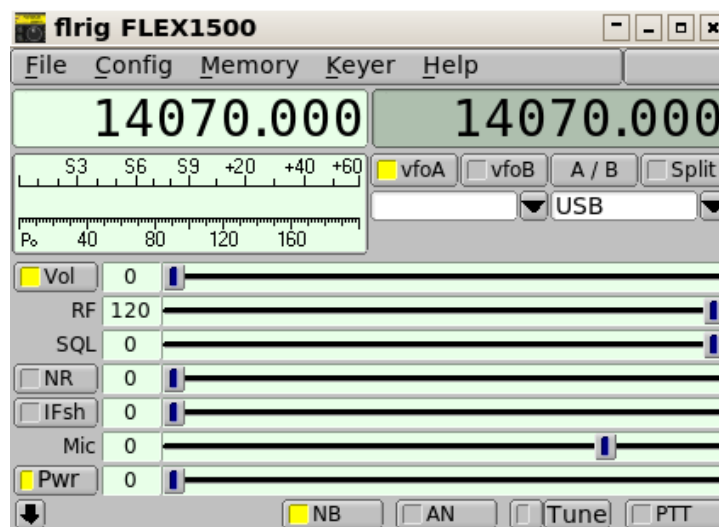 flrig FLEX1500
File Config Memory Keyer Help
14070.000 14070.000
S3 S6 S9 +20 +40 +60
vfoA vfoB A / B Split
USB
Po 40 80 120 160
Vol 0
RF 120
SQL 0
NR 0
IFsh 0
Mic 0
Pwr 0
NB AN Tune PTT